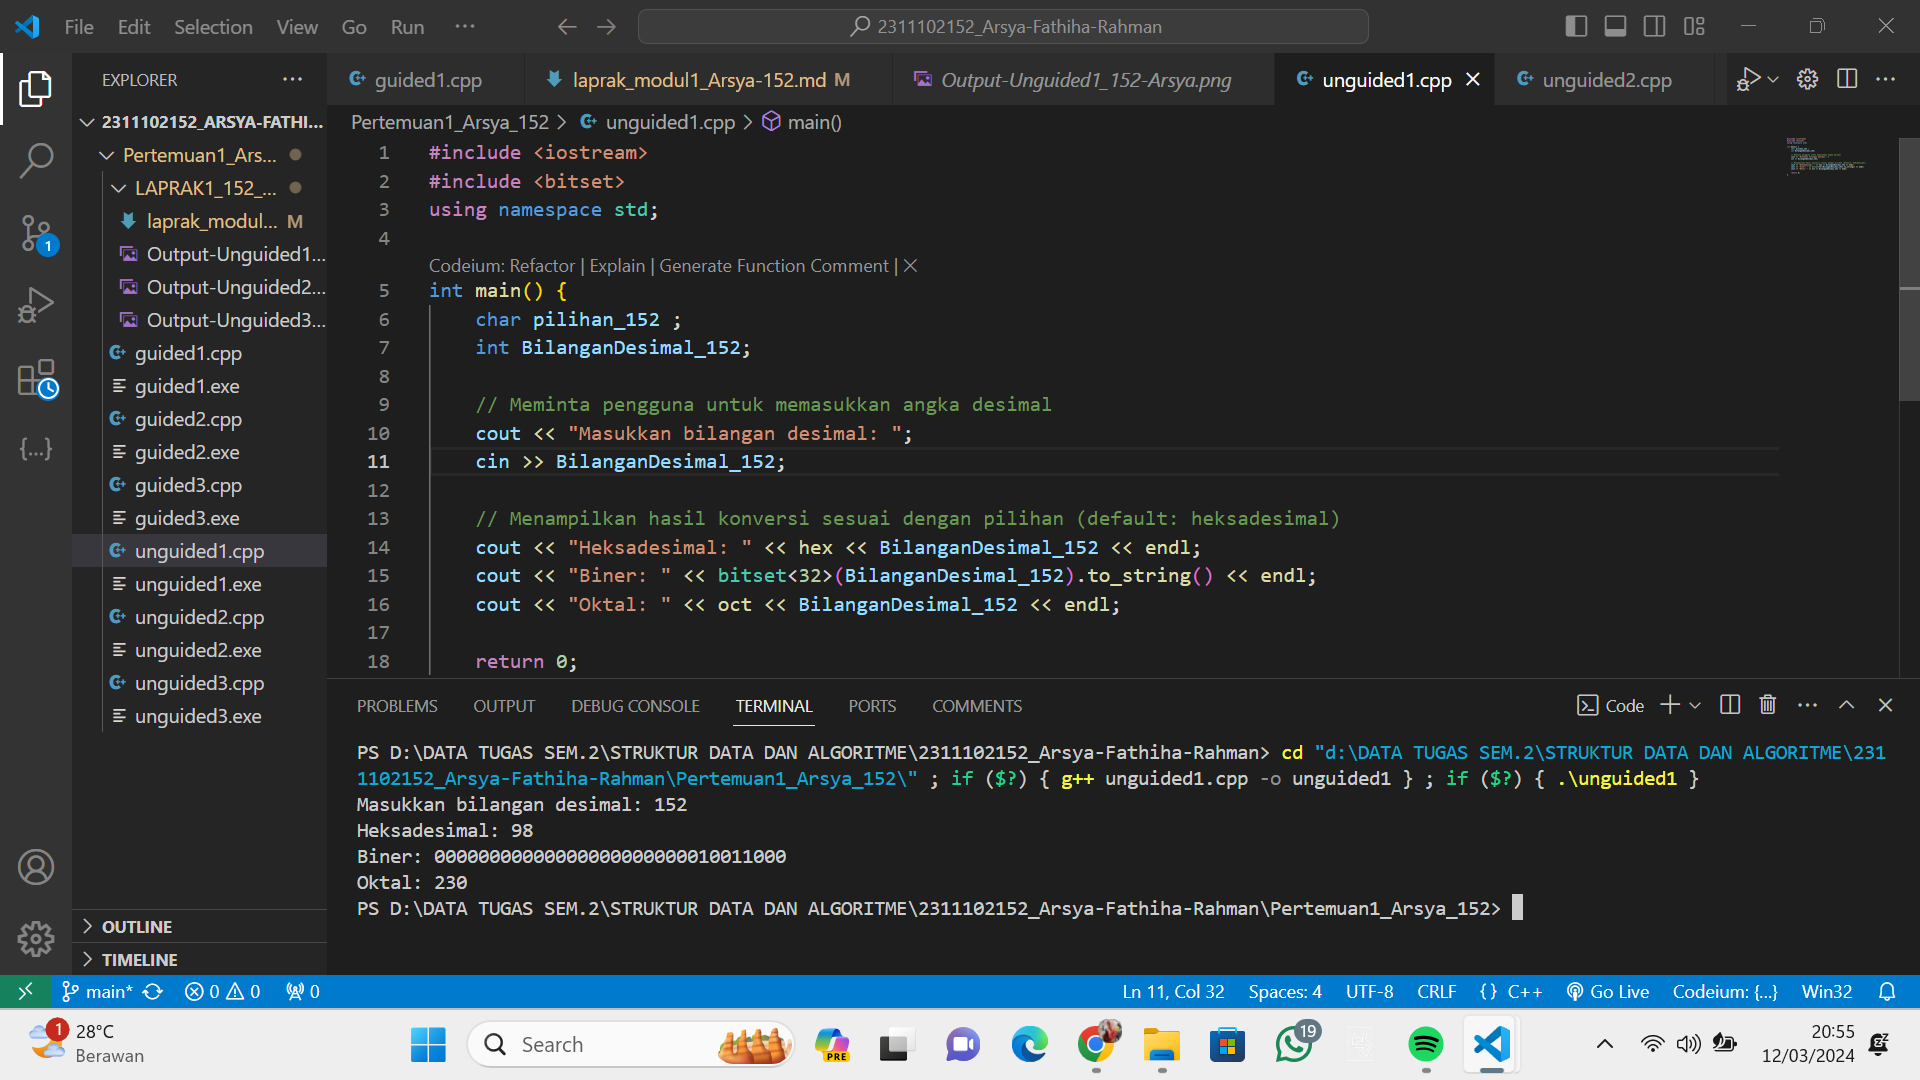 File Edit Selection View Go Run ···
2311102152_Arsya-Fathiha-Rahman
EXPLORER ···
guided1.cpp
laprak_modul1_Arsya-152.md M
Output-Unguided1_152-Arsya.png
unguided1.cpp
unguided2.cpp
2311102152_ARSYA-FATHI...
Pertemuan1_Ars...
LAPRAK1_152_...
laprak_modul... M
Output-Unguided1...
Output-Unguided2...
Output-Unguided3...
guided1.cpp
guided1.exe
guided2.cpp
guided2.exe
guided3.cpp
guided3.exe
unguided1.cpp
unguided1.exe
unguided2.cpp
unguided2.exe
unguided3.cpp
unguided3.exe
OUTLINE
TIMELINE
1
Pertemuan1_Arsya_152 > unguided1.cpp > main()
1 #include <iostream>
2 #include <bitset>
3 using namespace std;
4
Codeium: Refactor | Explain | Generate Function Comment | ×
5 int main() {
6 char pilihan_152 ;
7 int BilanganDesimal_152;
8
9 // Meminta pengguna untuk memasukkan angka desimal
10 cout << "Masukkan bilangan desimal: ";
11 cin >> BilanganDesimal_152;
12
13 // Menampilkan hasil konversi sesuai dengan pilihan (default: heksadesimal)
14 cout << "Heksadesimal: " << hex << BilanganDesimal_152 << endl;
15 cout << "Biner: " << bitset<32>(BilanganDesimal_152).to_string() << endl;
16 cout << "Oktal: " << oct << BilanganDesimal_152 << endl;
17
18 return 0;
PROBLEMS OUTPUT DEBUG CONSOLE TERMINAL PORTS COMMENTS
Code
PS D:\DATA TUGAS SEM.2\STRUKTUR DATA DAN ALGORITME\2311102152_Arsya-Fathiha-Rahman> cd "d:\DATA TUGAS SEM.2\STRUKTUR DATA DAN ALGORITME\231
1102152_Arsya-Fathiha-Rahman\Pertemuan1_Arsya_152\" ; if ($?) { g++ unguided1.cpp -o unguided1 } ; if ($?) { .\unguided1 }
Masukkan bilangan desimal: 152
Heksadesimal: 98
Biner: 00000000000000000000000010011000
Oktal: 230
PS D:\DATA TUGAS SEM.2\STRUKTUR DATA DAN ALGORITME\2311102152_Arsya-Fathiha-Rahman\Pertemuan1_Arsya_152>
main* 0 0 0
Ln 11, Col 32 Spaces: 4 UTF-8 CRLF {} C++ Go Live Codeium: {...} Win32
1
28°C
Berawan
Search
PRE
19
20:55
12/03/2024